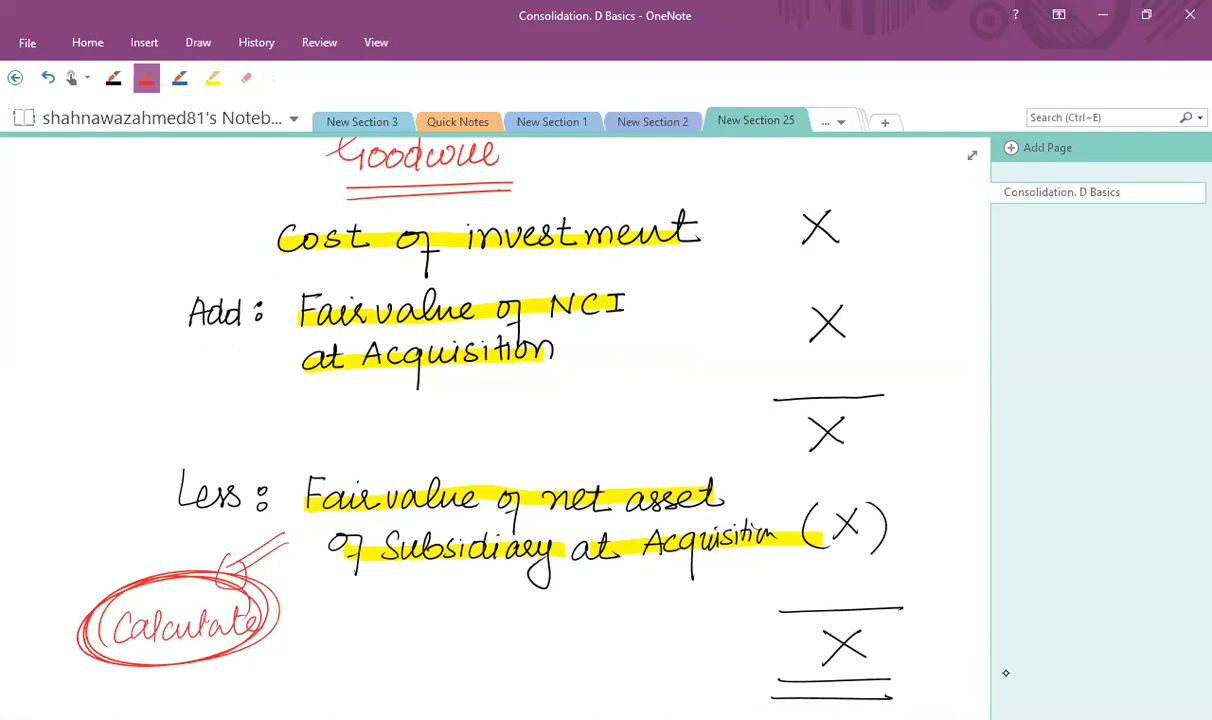 Consolidation. D Basics - OneNote
?
File Home Insert Draw History Review View
shahnawazahmed81's Noteb...
New Section 3
Quick Notes
New Section 1
New Section 2
New Section 25
...
Search (Ctrl+E)
Add Page
Consolidation. D Basics
Goodwill
Cost of investment X
Add: Fair value of NCI
at Acquisition X
X
Less: Fair value of net asset
of Subsidiary at Acquisition (X)
Calculate
X